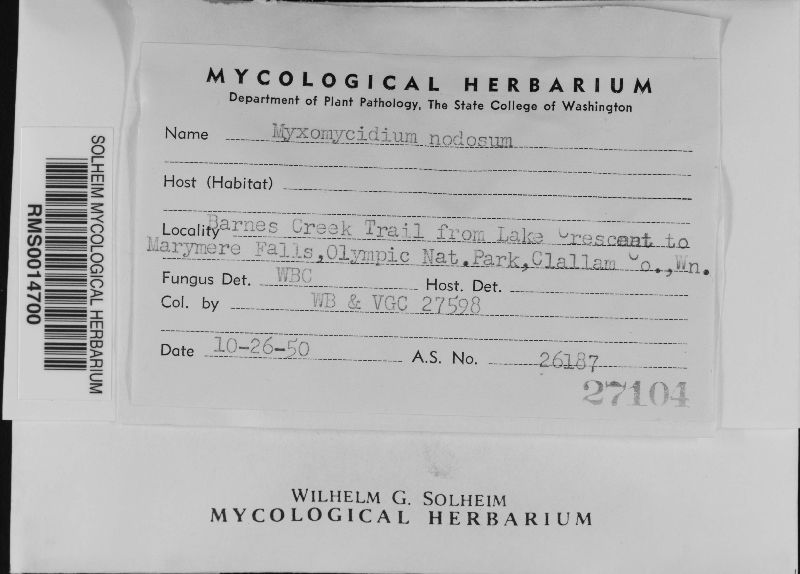 MYCOLOGICAL HERBARIUM
Department of Plant Pathology, The State College of Washington
Name Myxomycidium nodosum
Host (Habitat)
Locality Barnes Creek Trail from Lake Crescent to
Marymere Falls, Olympic Nat. Park, Clallam Co., Wn.
Fungus Det. WBC Host. Det.
Col. by WB & VGC 27598
Date 10-26-50 A.S. No. 26187
27104
SOLHEIM MYCOLOGICAL HERBARIUM
RMS0014700
WILHELM G. SOLHEIM
MYCOLOGICAL HERBARIUM